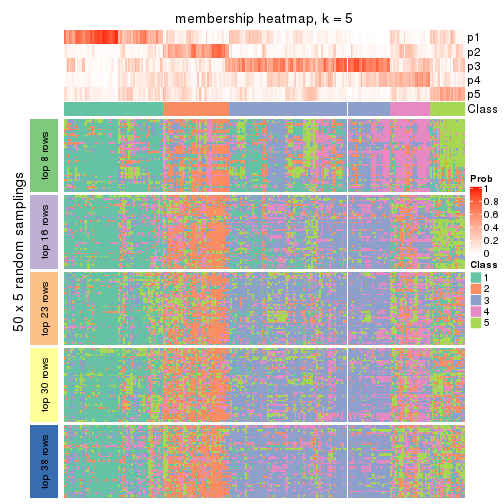 membership heatmap, k = 5
p1
p2
p3
p4
p5
Class
50 x 5 random samplings
top 8 rows
top 16 rows
top 23 rows
top 30 rows
top 38 rows
Prob
1
0.8
0.6
0.4
0.2
0
Class
1
2
3
4
5